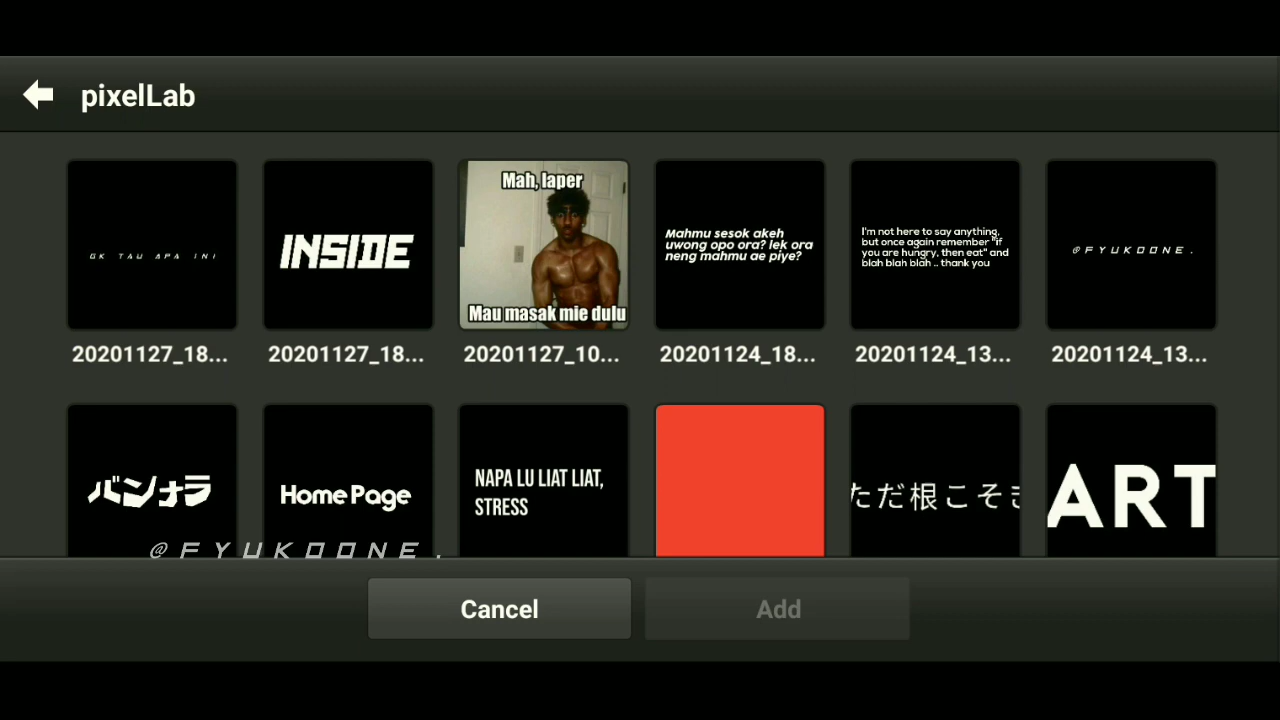 pixelLab
GK TAU APA INI
INSIDE
Mah, laper
Mau masak mie dulu
Mahmu sesok akeh
uwong opo ora? lek ora
neng mahmu ae piye?
I'm not here to say anything,
but once again remember "if
you are hungry, then eat" and
blah blah blah .. thank you
@FYUKOONE.
20201127_18...
20201127_18...
20201127_10...
20201124_18...
20201124_13...
20201124_13...
バンナラ
Home Page
NAPA LU LIAT LIAT,
STRESS
ただ根こそき
ART
@FYUKOONE.
Cancel
Add